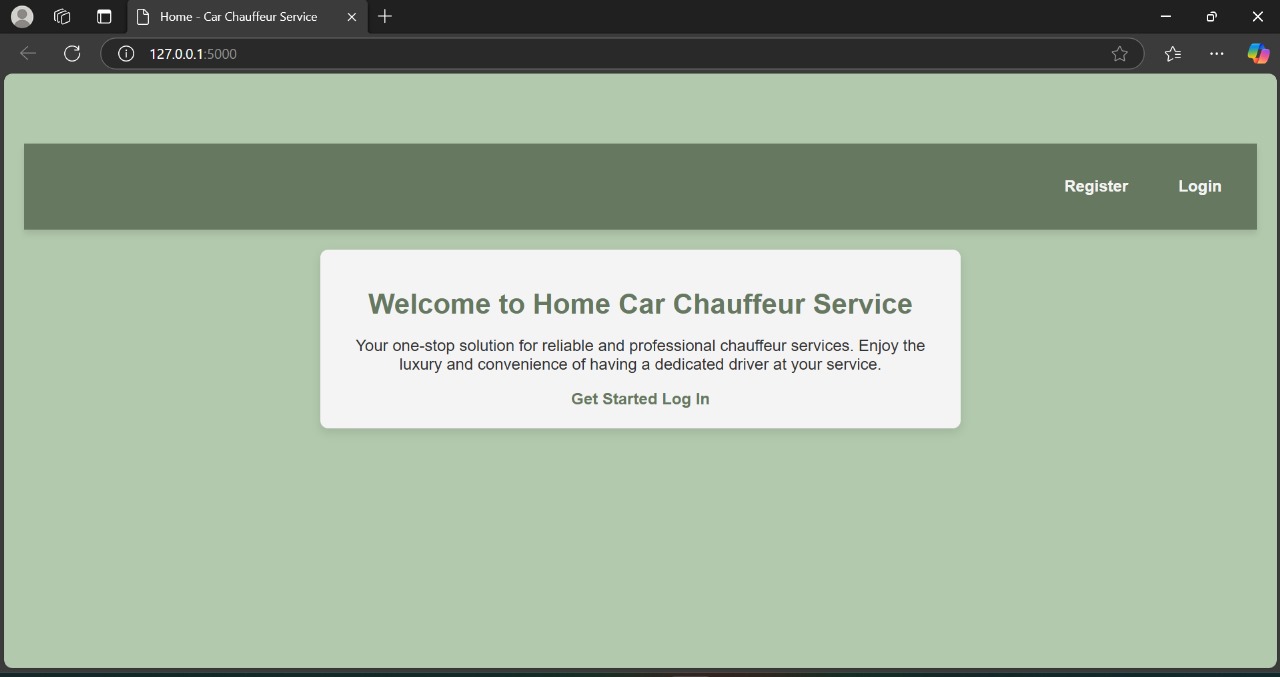 Home - Car Chauffeur Service
127.0.0.1:5000
Register Login
Welcome to Home Car Chauffeur Service
Your one-stop solution for reliable and professional chauffeur services. Enjoy the
luxury and convenience of having a dedicated driver at your service.
Get Started Log In